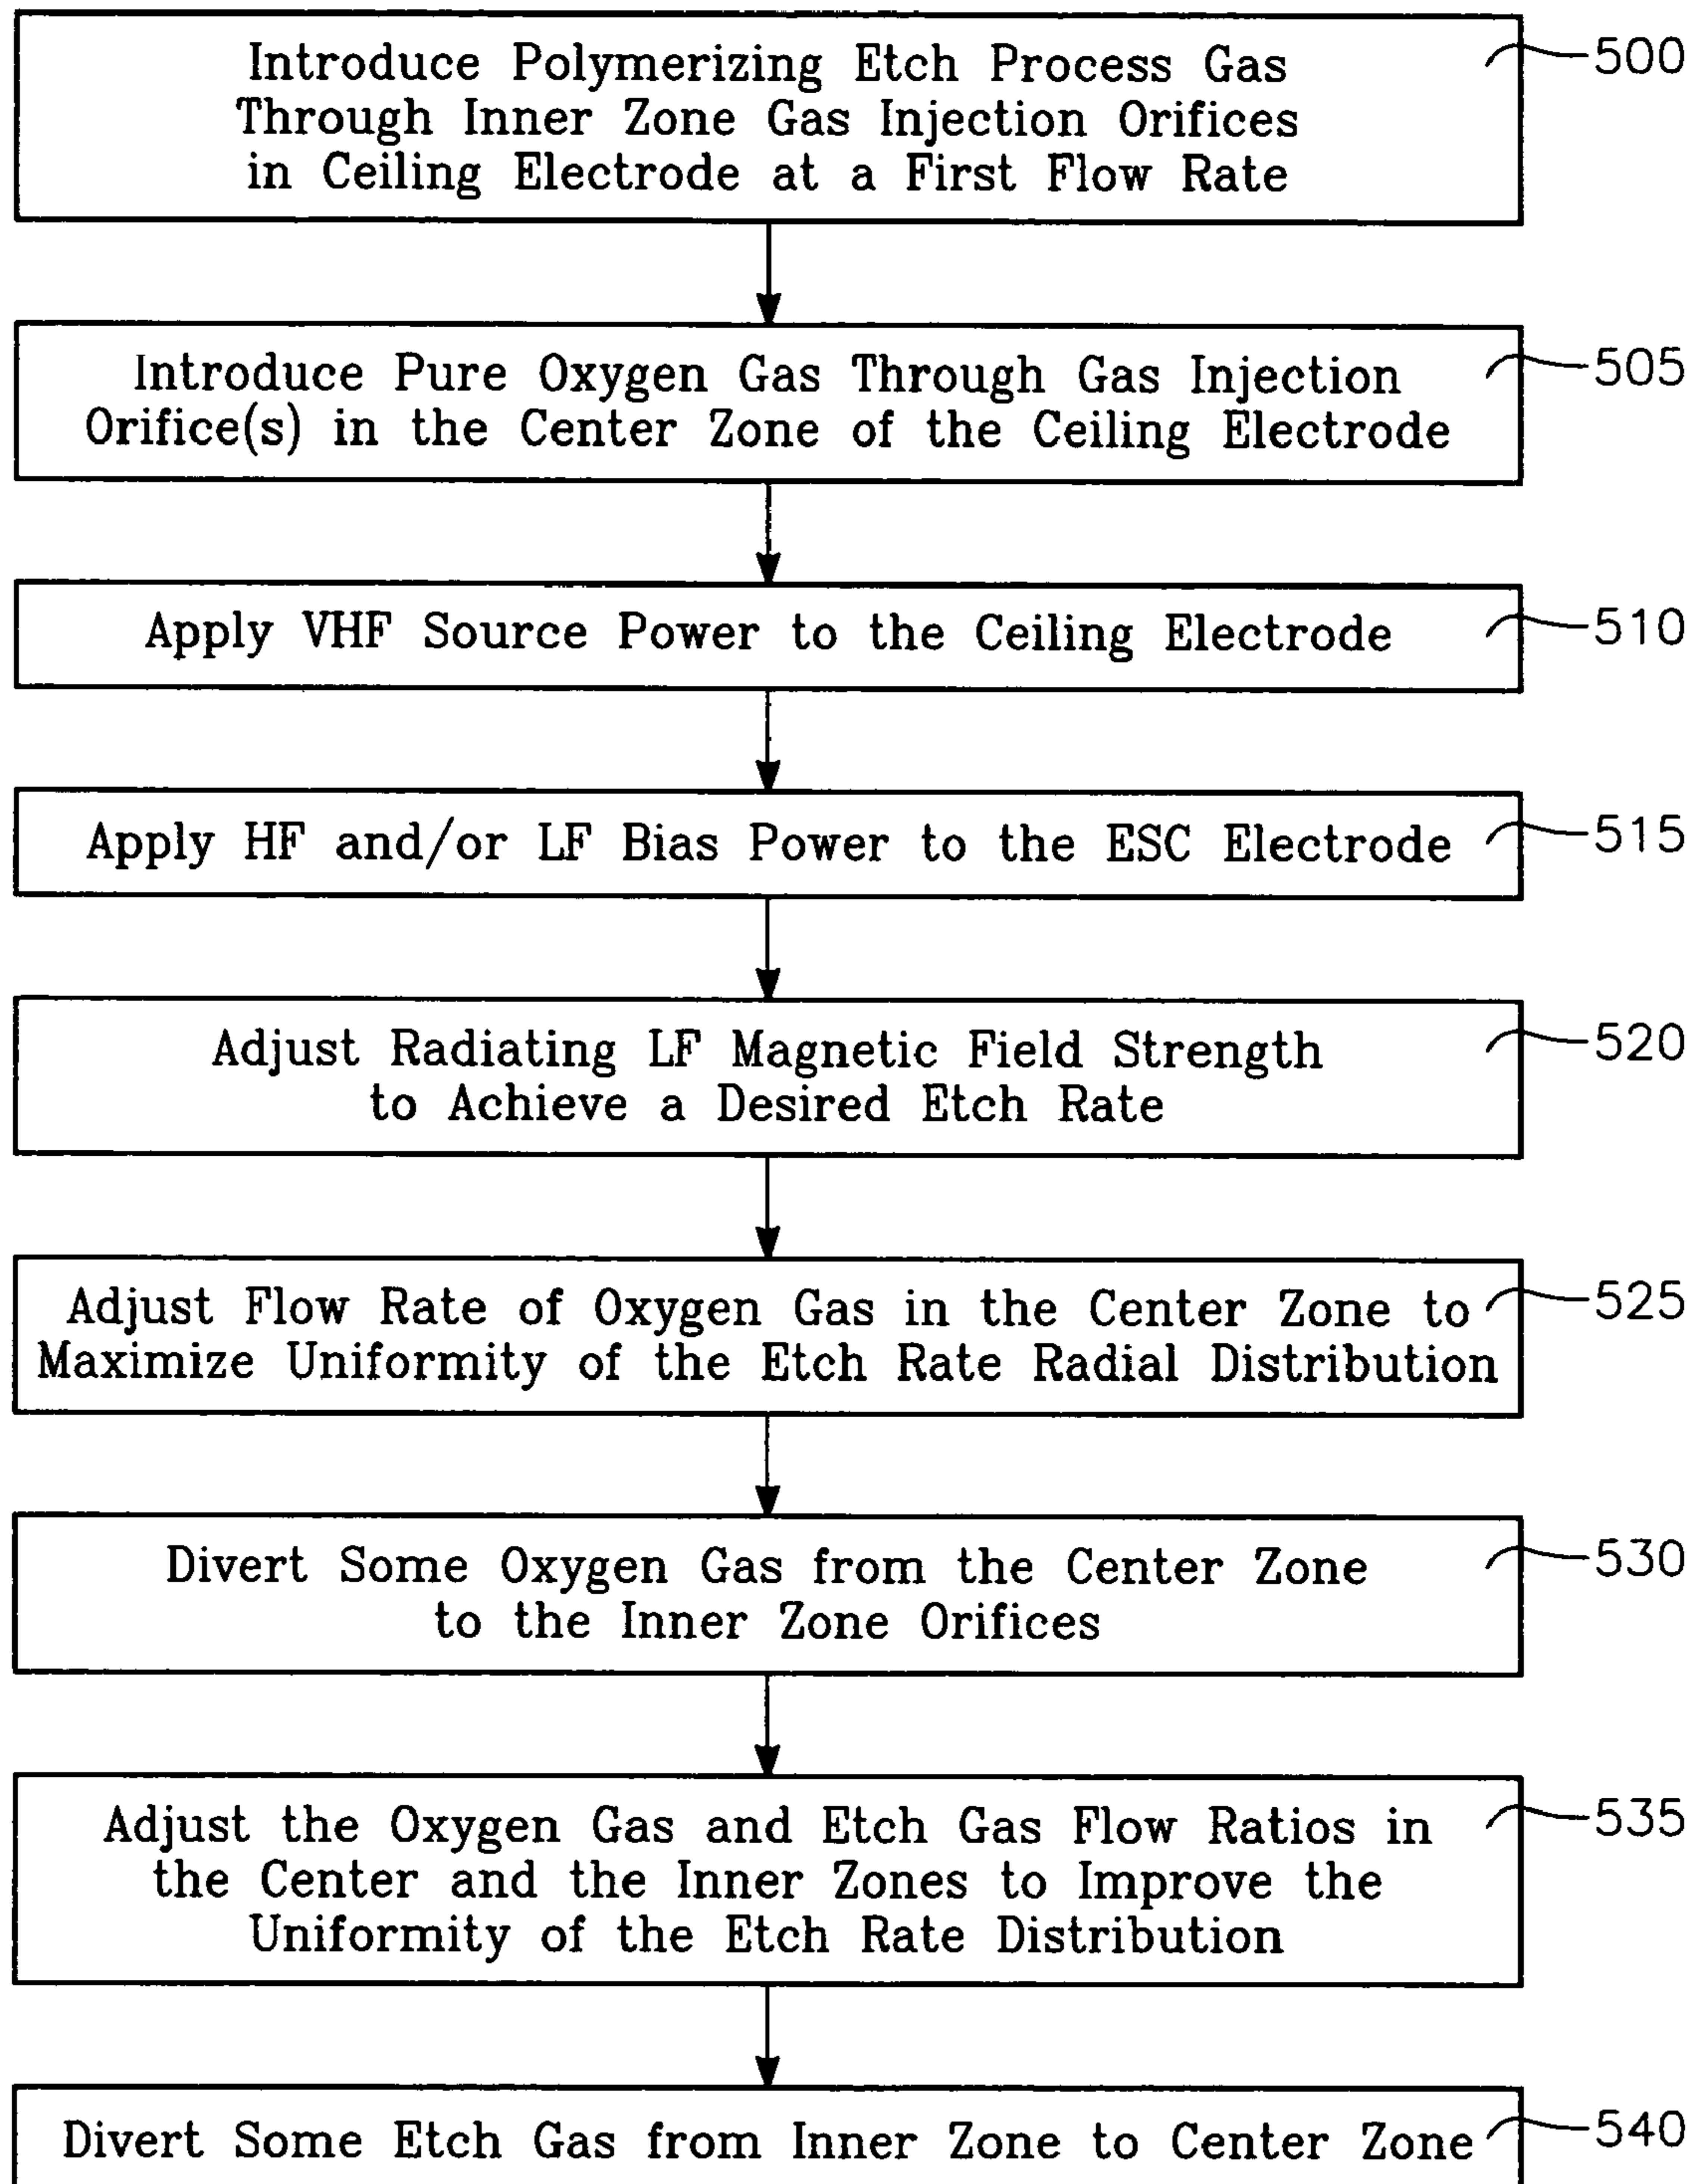 Introduce Polymerizing Etch Process Gas
Through Inner Zone Gas Injection Orifices
in Ceiling Electrode at a First Flow Rate
500
Introduce Pure Oxygen Gas Through Gas Injection
Orifice(s) in the Center Zone of the Ceiling Electrode
505
Apply VHF Source Power to the Ceiling Electrode
510
Apply HF and/or LF Bias Power to the ESC Electrode
515
Adjust Radiating LF Magnetic Field Strength
to Achieve a Desired Etch Rate
520
Adjust Flow Rate of Oxygen Gas in the Center Zone to
Maximize Uniformity of the Etch Rate Radial Distribution
525
Divert Some Oxygen Gas from the Center Zone
to the Inner Zone Orifices
530
Adjust the Oxygen Gas and Etch Gas Flow Ratios in
the Center and the Inner Zones to Improve the
Uniformity of the Etch Rate Distribution
535
Divert Some Etch Gas from Inner Zone to Center Zone
540